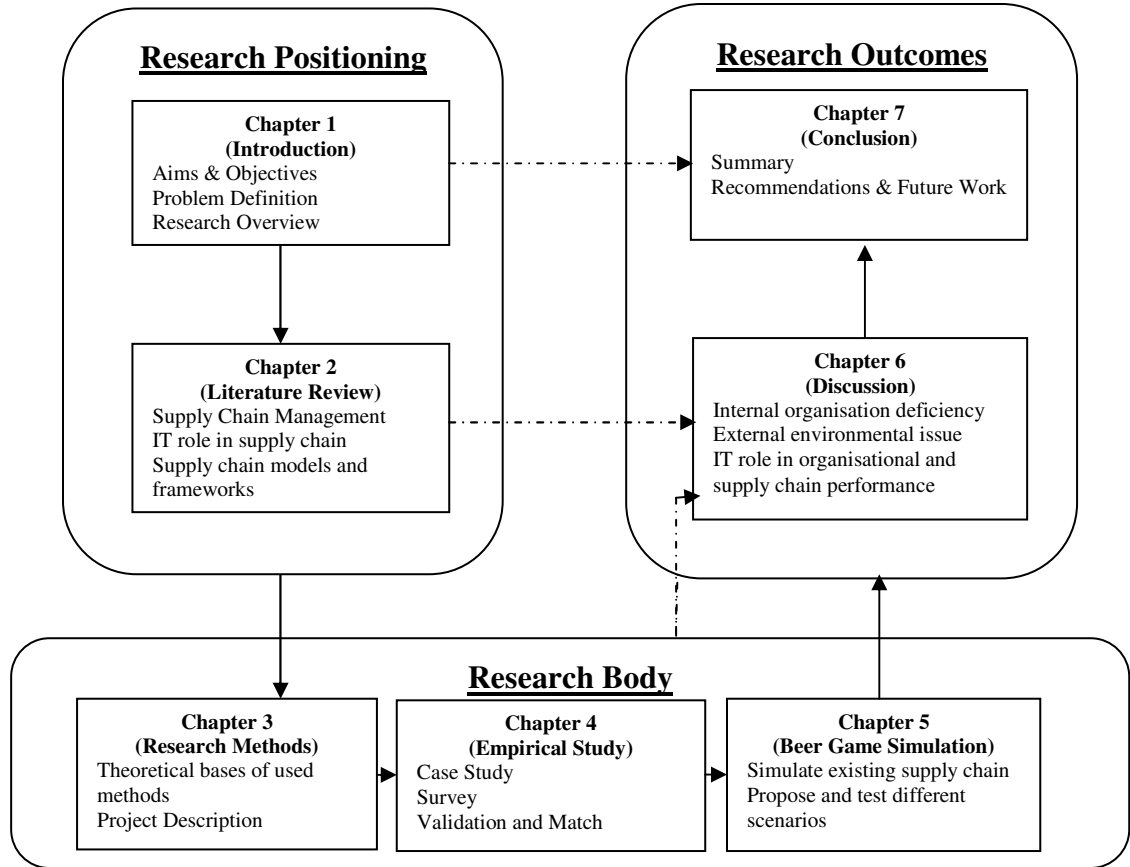 Research Positioning
Chapter 1
(Introduction)
Aims & Objectives
Problem Definition
Research Overview
Chapter 2
(Literature Review)
Supply Chain Management
IT role in supply chain
Supply chain models and
frameworks
Research Outcomes
Chapter 7
(Conclusion)
Summary
Recommendations & Future Work
Chapter 6
(Discussion)
Internal organisation deficiency
External environmental issue
IT role in organisational and
supply chain performance
Research Body
Chapter 3
(Research Methods)
Theoretical bases of used
methods
Project Description
Chapter 4
(Empirical Study)
Case Study
Survey
Validation and Match
Chapter 5
(Beer Game Simulation)
Simulate existing supply chain
Propose and test different
scenarios